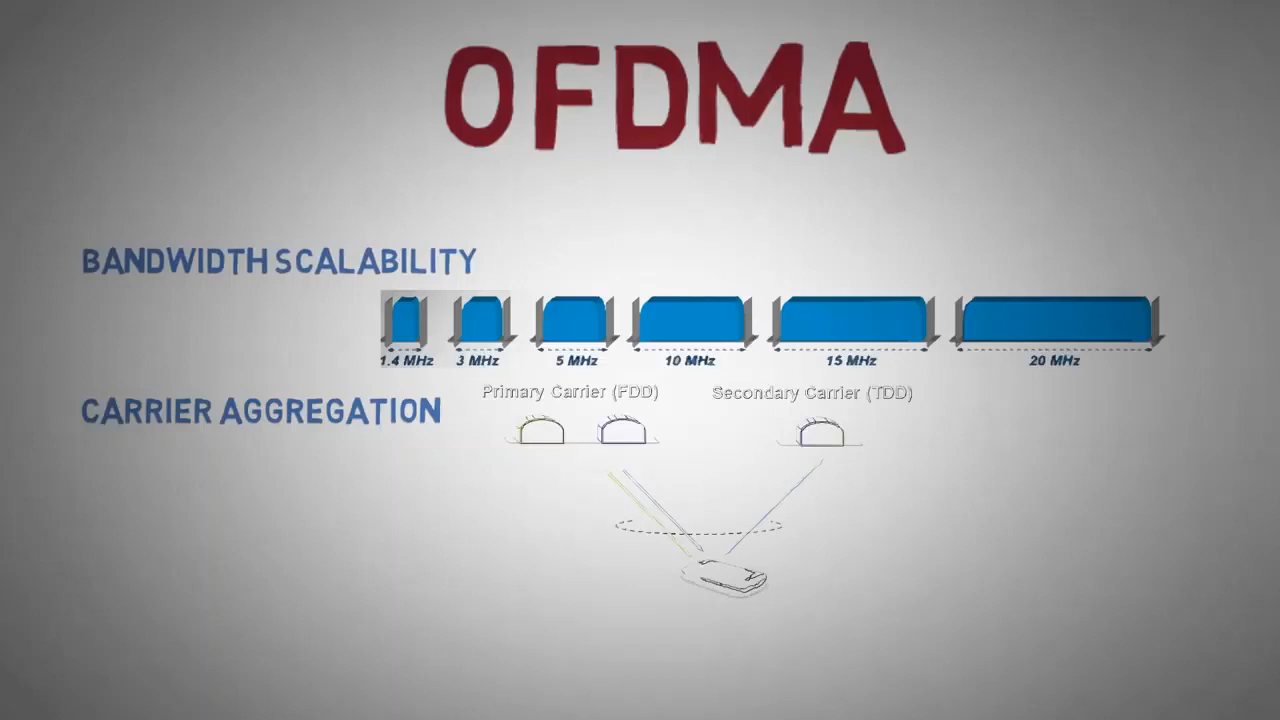 OFDMA
BANDWIDTH SCALABILITY
1.4 MHz 3 MHz 5 MHz 10 MHz 15 MHz 20 MHz
Primary Carrier (FDD) Secondary Carrier (TDD)
CARRIER AGGREGATION